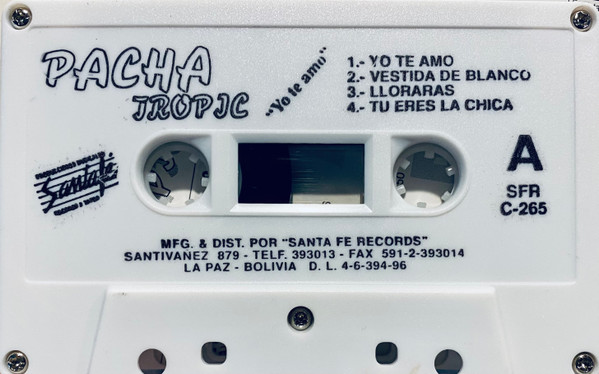 PACHA
TROPIC
"Yo te amo"
1.- YO TE AMO
2.- VESTIDA DE BLANCO
3.- LLORARAS
4.- TU ERES LA CHICA
Santa fe
A
SFR
C-265
MFG. & DIST. POR "SANTA FE RECORDS"
SANTIVANEZ 879 - TELF. 393013 - FAX 591-2-393014
LA PAZ - BOLIVIA D. L. 4-6-394-96